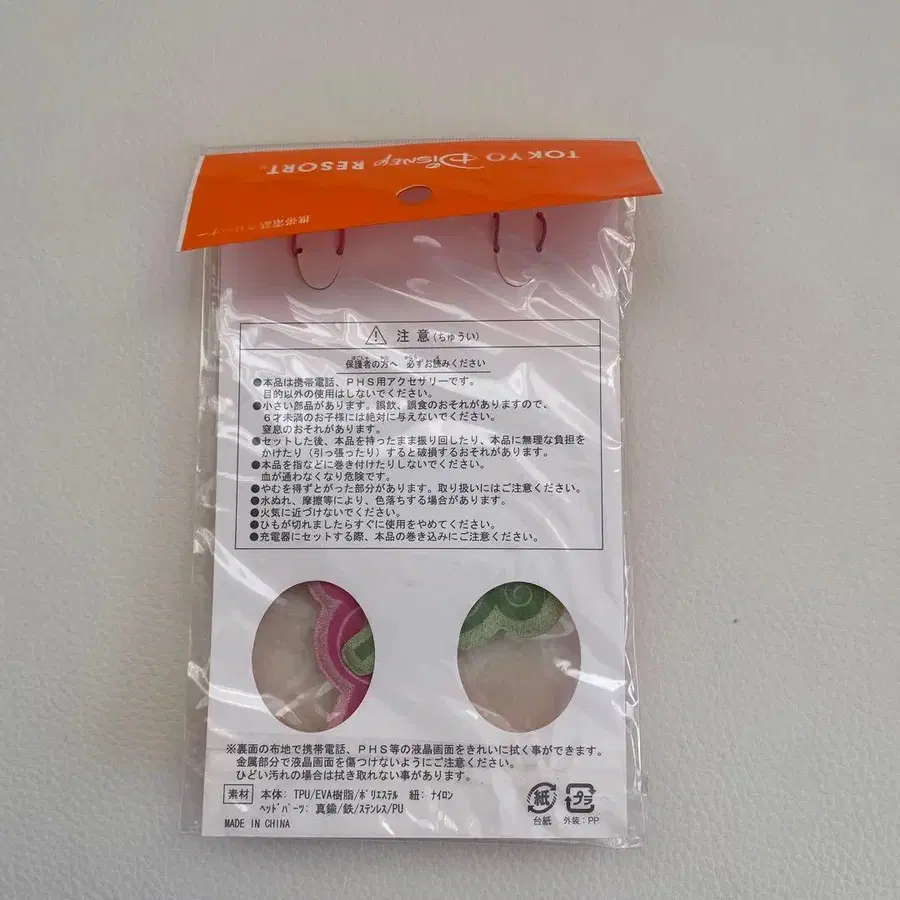 TOKYO DISNEY RESORT®
携帯電話クリーナー
注意(ちゅうい)
保護者の方へ 必ずお読みください
●本品は携帯電話、PHS用アクセサリーです。
目的以外の使用はしないでください。
●小さい部品があります。誤飲、誤食のおそれがありますので、
6才未満のお子様には絶対に与えないでください。
窒息のおそれがあります。
●セットした後、本品を持ったまま振り回したり、本品に無理な負担を
かけたり(引っ張ったり)すると破損するおそれがあります。
●本品を指などに巻き付けたりしないでください。
血が通わなくなり危険です。
●やむを得ずとがった部分があります。取り扱いにはご注意ください。
●水ぬれ、摩擦等により、色落ちする場合があります。
●火気に近づけないでください。
●ひもが切れましたらすぐに使用をやめてください。
●充電器にセットする際、本品の巻き込みにご注意ください。
※裏面の布地で携帯電話、PHS等の液晶画面をきれいに拭く事ができます。
金属部分で液晶画面を傷つけないようにご注意ください。
ひどい汚れの場合は拭き取れない事があります。
素材 本体:TPU/EVA樹脂/ポリエステル 紐:ナイロン
ヘッドパーツ:真鍮/鉄/ステンレス/PU
MADE IN CHINA
紙 プラ
台紙 外装:PP